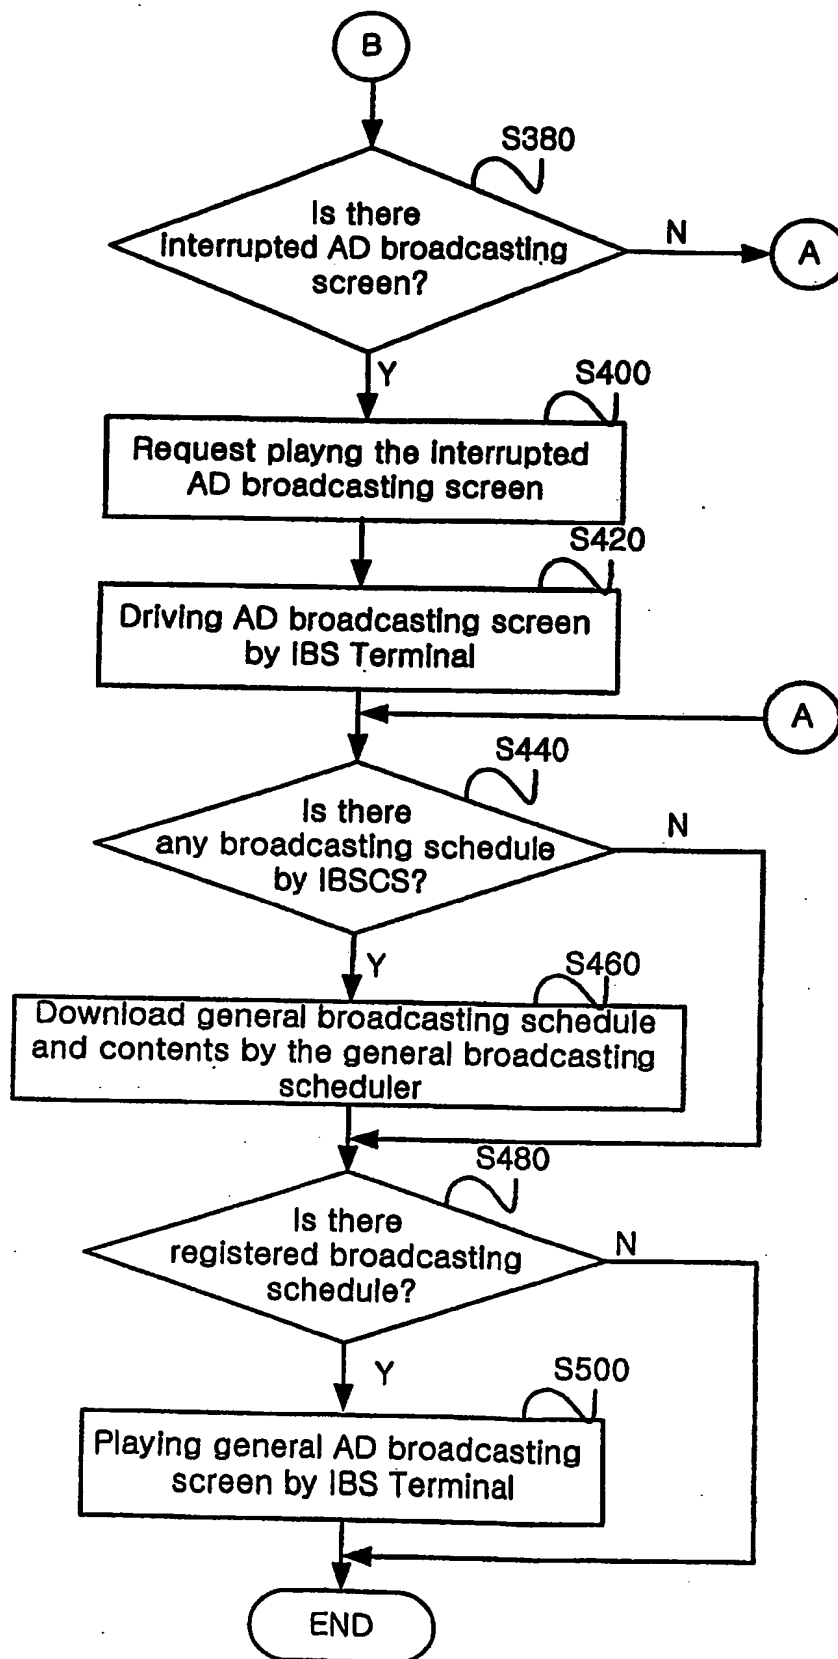 B
S380
Is there
interrupted AD broadcasting
screen?
N
A
Y
S400
Request playng the interrupted
AD broadcasting screen
S420
Driving AD broadcasting screen
by IBS Terminal
A
S440
Is there
any broadcasting schedule
by IBSCS?
N
Y
S460
Download general broadcasting schedule
and contents by the general broadcasting
scheduler
S480
Is there
registered broadcasting
schedule?
N
Y
S500
Playing general AD broadcasting
screen by IBS Terminal
END